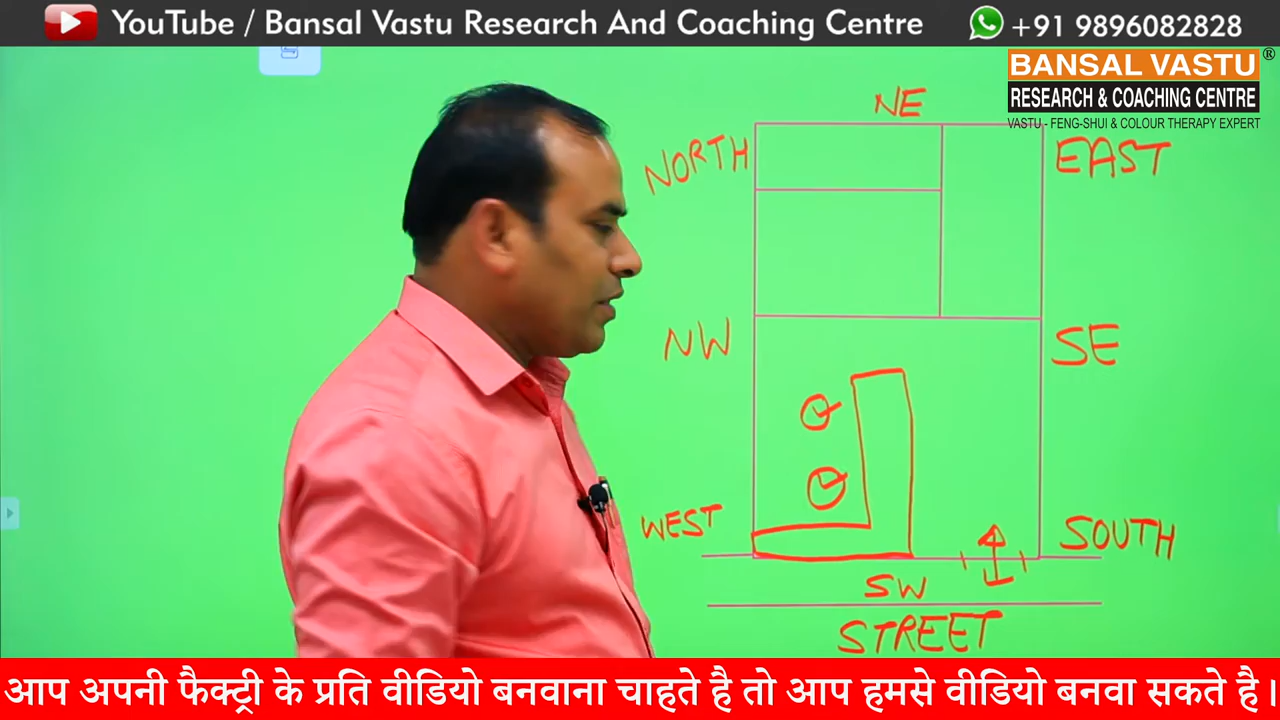 YouTube / Bansal Vastu Research And Coaching Centre
+91 9896082828
BANSAL VASTU®
RESEARCH & COACHING CENTRE
VASTU - FENG-SHUI & COLOUR THERAPY EXPERT
NE
NORTH
EAST
NW
SE
WEST
SOUTH
SW
STREET
आप अपनी फैक्ट्री के प्रति वीडियो बनवाना चाहते है तो आप हमसे वीडियो बनवा सकते है।